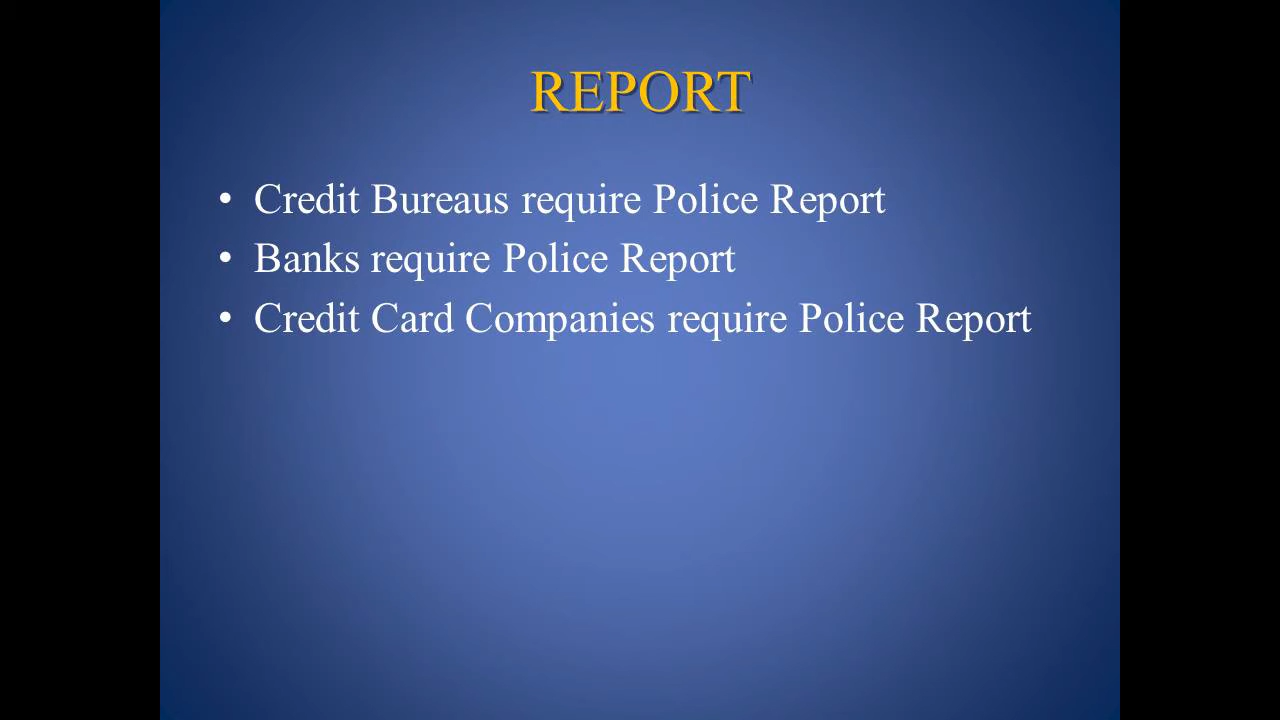 REPORT
• Credit Bureaus require Police Report
• Banks require Police Report
• Credit Card Companies require Police Report